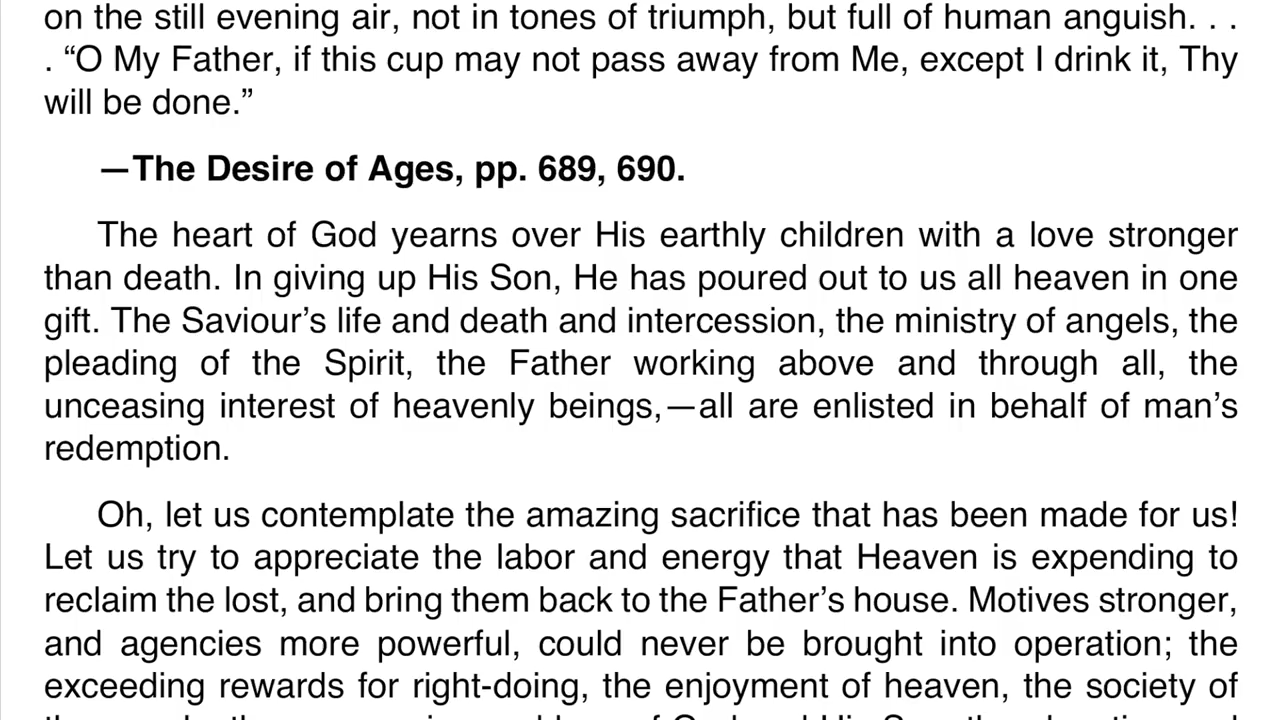 on the still evening air, not in tones of triumph, but full of human anguish. . .
. “O My Father, if this cup may not pass away from Me, except I drink it, Thy
will be done.”
—The Desire of Ages, pp. 689, 690.
The heart of God yearns over His earthly children with a love stronger
than death. In giving up His Son, He has poured out to us all heaven in one
gift. The Saviour’s life and death and intercession, the ministry of angels, the
pleading of the Spirit, the Father working above and through all, the
unceasing interest of heavenly beings,—all are enlisted in behalf of man’s
redemption.
Oh, let us contemplate the amazing sacrifice that has been made for us!
Let us try to appreciate the labor and energy that Heaven is expending to
reclaim the lost, and bring them back to the Father’s house. Motives stronger,
and agencies more powerful, could never be brought into operation; the
exceeding rewards for right-doing, the enjoyment of heaven, the society of